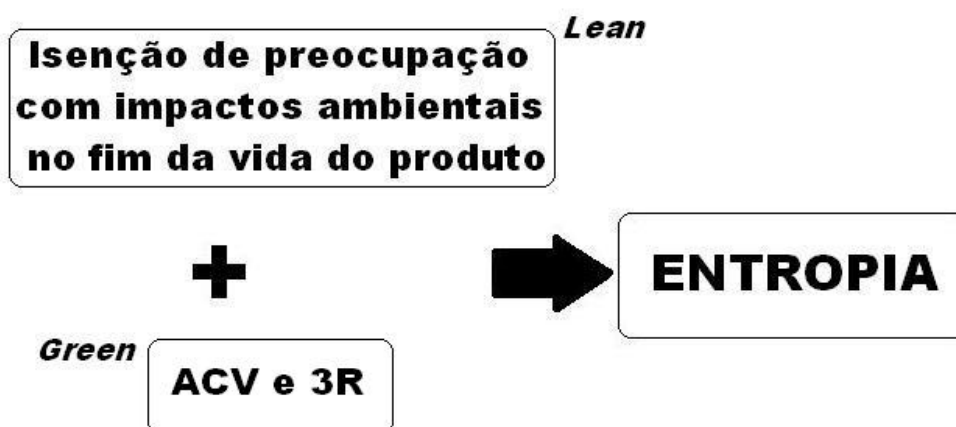 Lean
Isenção de preocupação
com impactos ambientais
no fim da vida do produto
+
ENTROPIA
Green
ACV e 3R